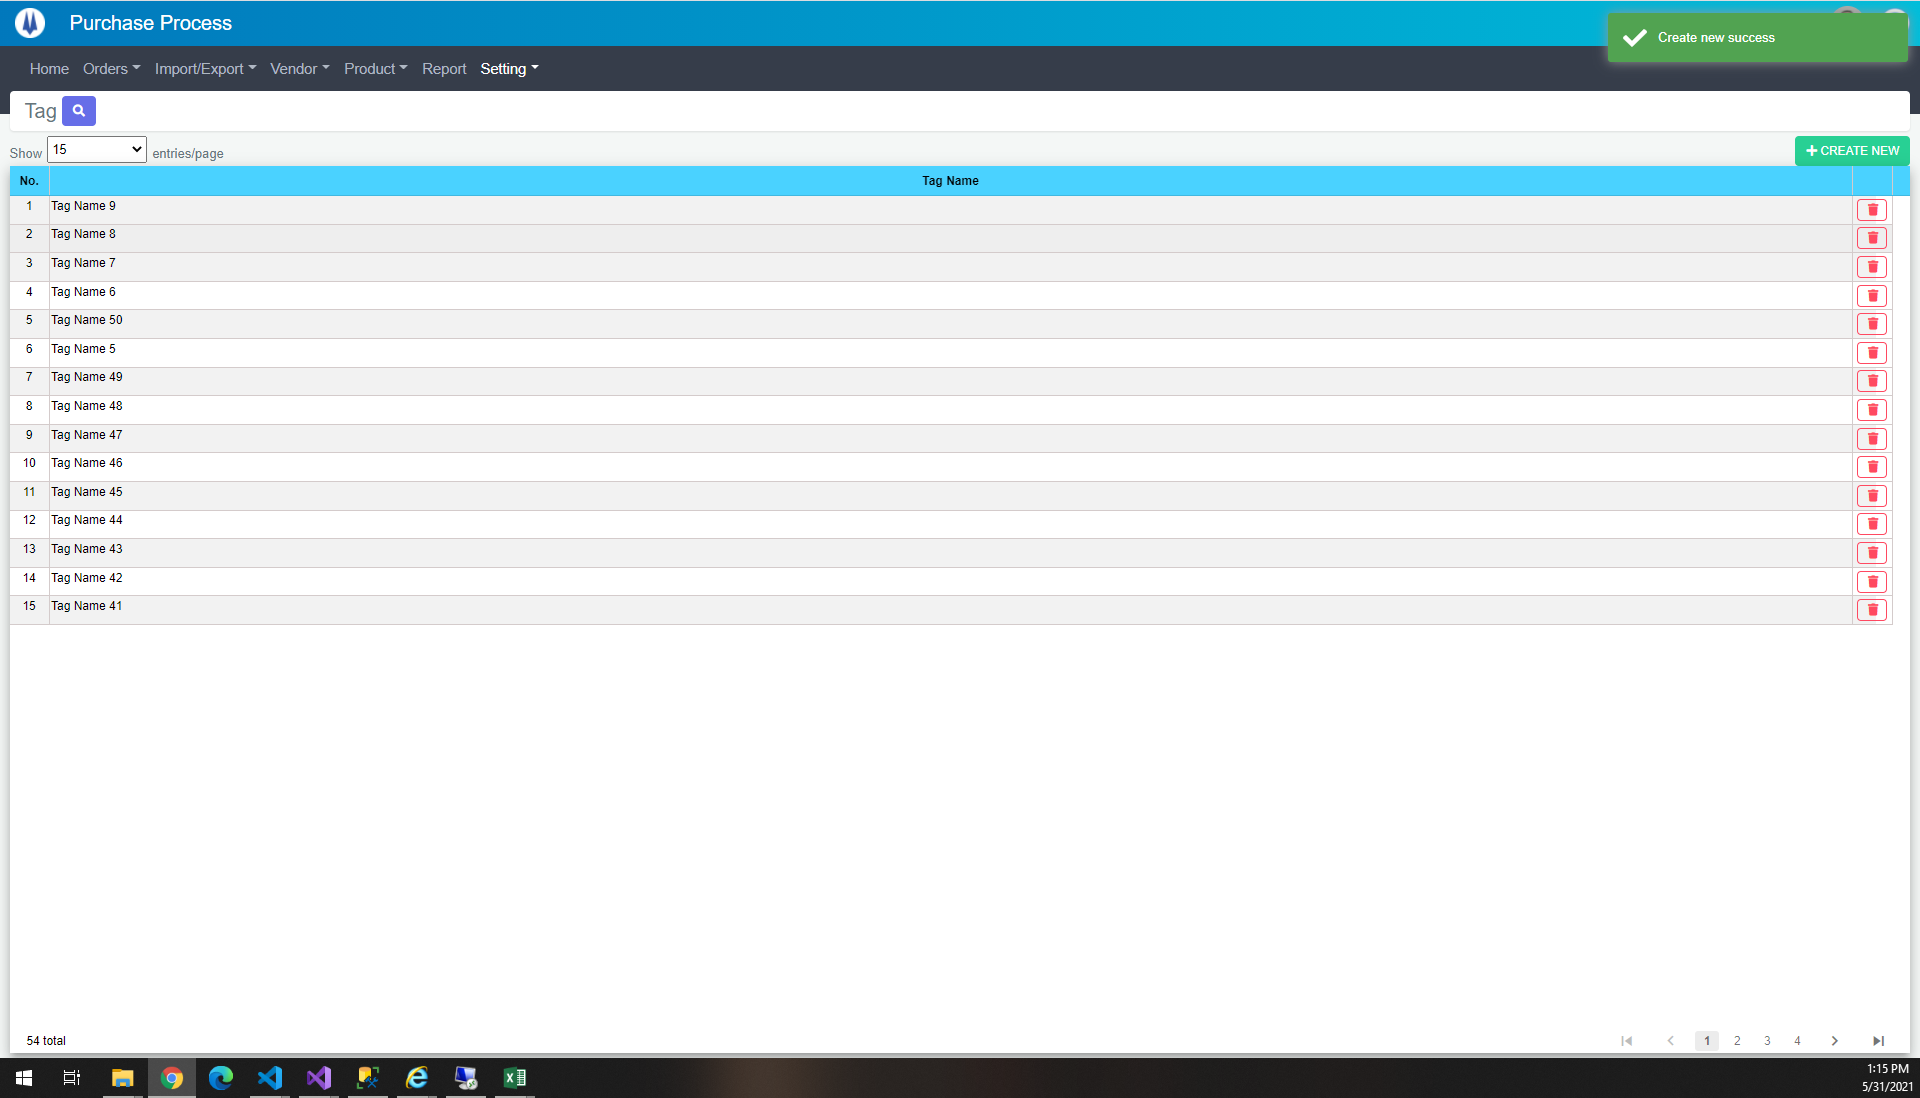 Purchase Process
Create new success
Home Orders Import/Export Vendor Product Report Setting
Tag
Show 15 entries/page
CREATE NEW
No. Tag Name
1 Tag Name 9
2 Tag Name 8
3 Tag Name 7
4 Tag Name 6
5 Tag Name 50
6 Tag Name 5
7 Tag Name 49
8 Tag Name 48
9 Tag Name 47
10 Tag Name 46
11 Tag Name 45
12 Tag Name 44
13 Tag Name 43
14 Tag Name 42
15 Tag Name 41
54 total
1 2 3 4
1:15 PM
5/31/2021